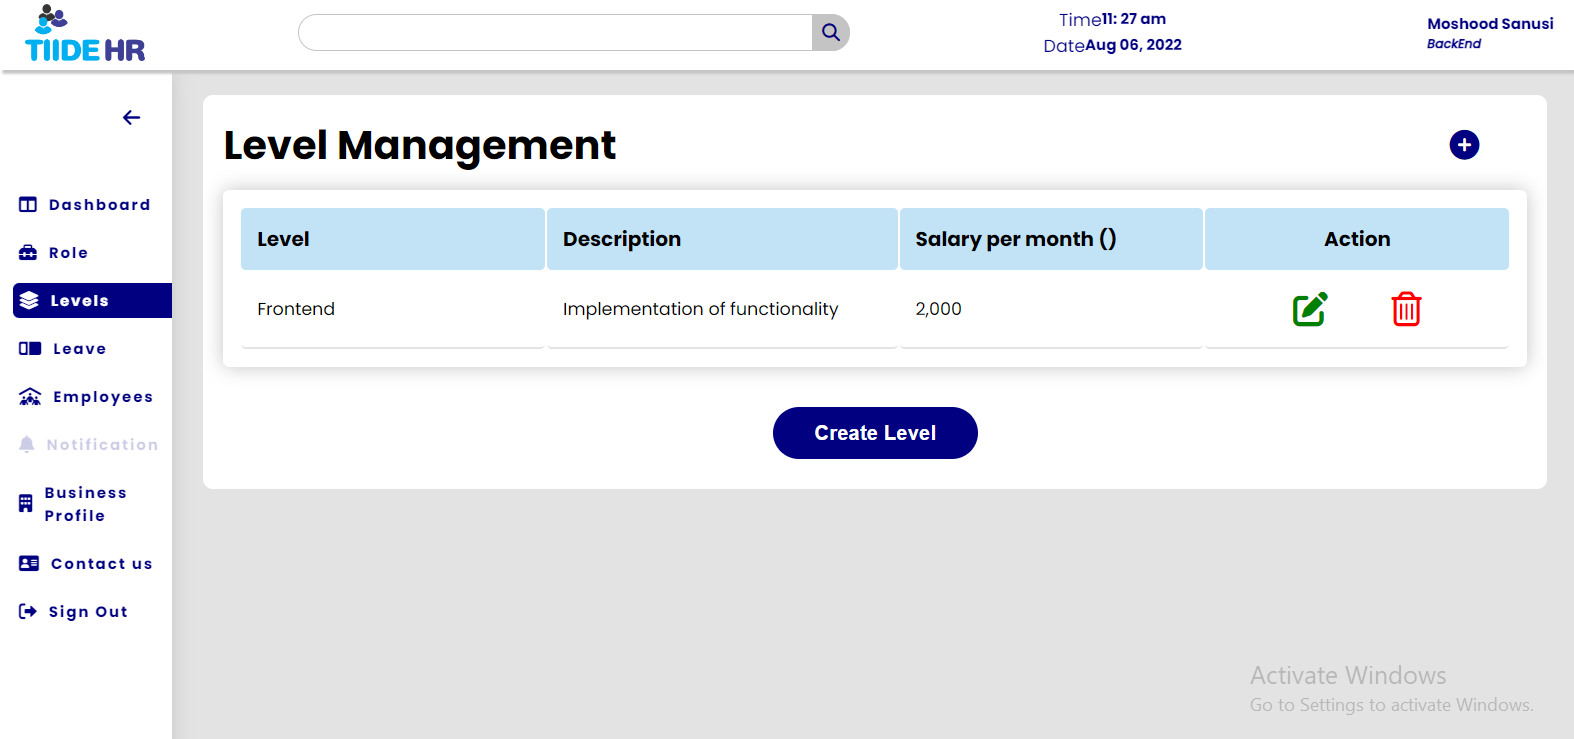 TIIDE HR
Time11: 27 am
DateAug 06, 2022
Moshood Sanusi
BackEnd
Dashboard
Role
Levels
Leave
Employees
Notification
Business
Profile
Contact us
Sign Out
Level Management
Level Description Salary per month () Action
Frontend Implementation of functionality 2,000
Create Level
Activate Windows
Go to Settings to activate Windows.